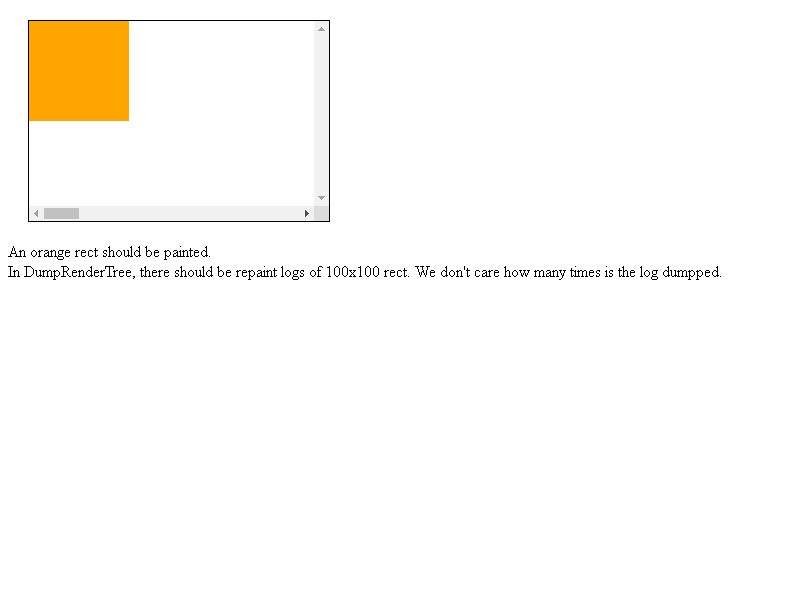 An orange rect should be painted.
In DumpRenderTree, there should be repaint logs of 100x100 rect. We don't care how many times is the log dumpped.